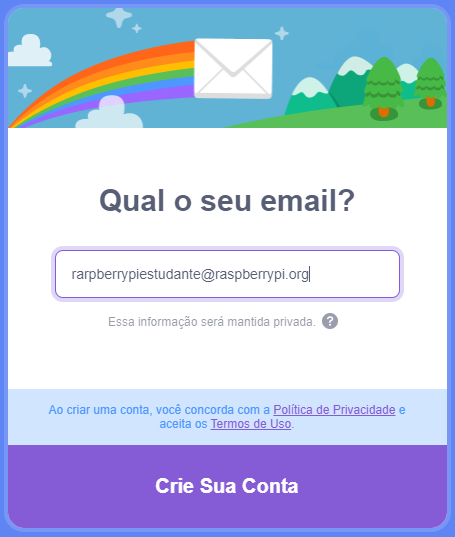 Qual o seu email?
rarpberrypiestudante@raspberrypi.org
Essa informação será mantida privada. ?
Ao criar uma conta, você concorda com a Política de Privacidade e
aceita os Termos de Uso.
Crie Sua Conta